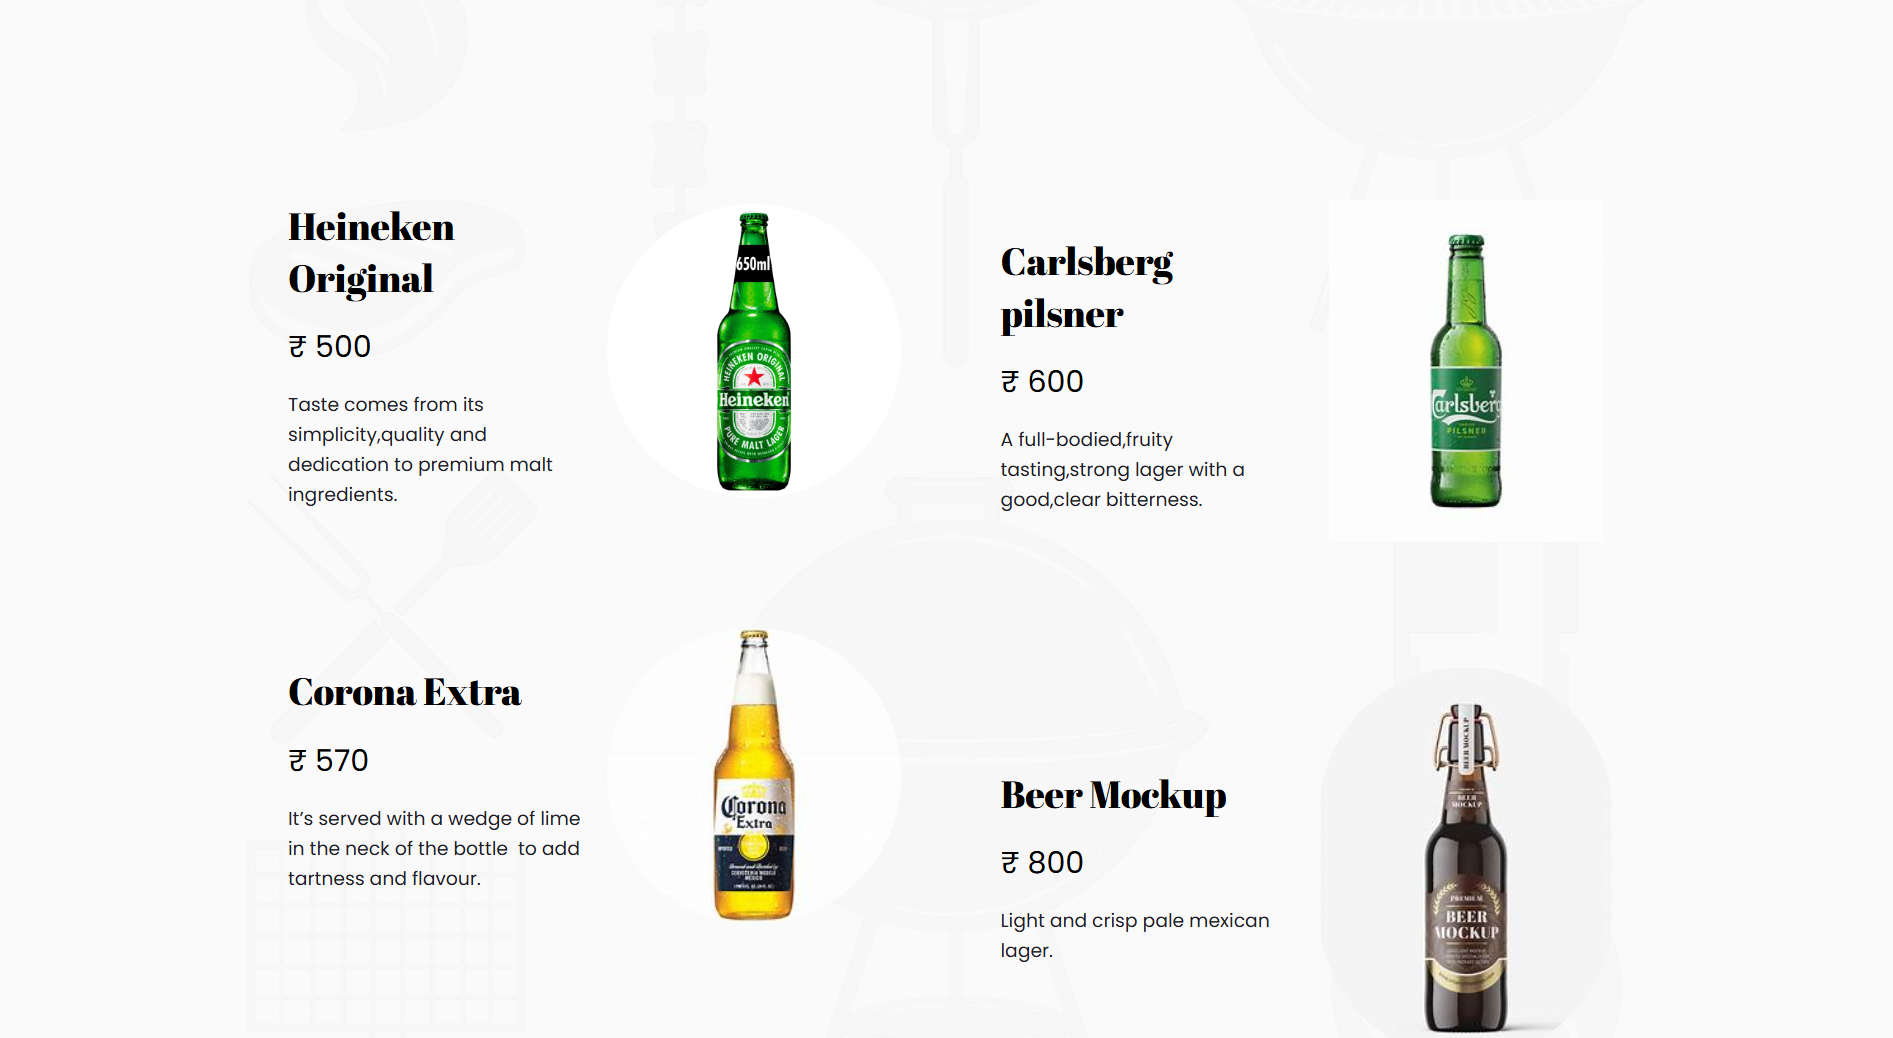 Heineken
Original
₹ 500
Taste comes from its
simplicity,quality and
dedication to premium malt
ingredients.
650ml
HEINEKEN ORIGINAL
Heineken
PURE MALT LAGER
Carlsberg
pilsner
₹ 600
A full-bodied,fruity
tasting,strong lager with a
good,clear bitterness.
Carlsberg
PILSNER
Corona Extra
₹ 570
It’s served with a wedge of lime
in the neck of the bottle  to add
tartness and flavour.
Corona
Extra
Beer Mockup
₹ 800
Light and crisp pale mexican
lager.
BEER MOCKUP
BEER
MOCKUP
PREMIUM
BEER
MOCKUP